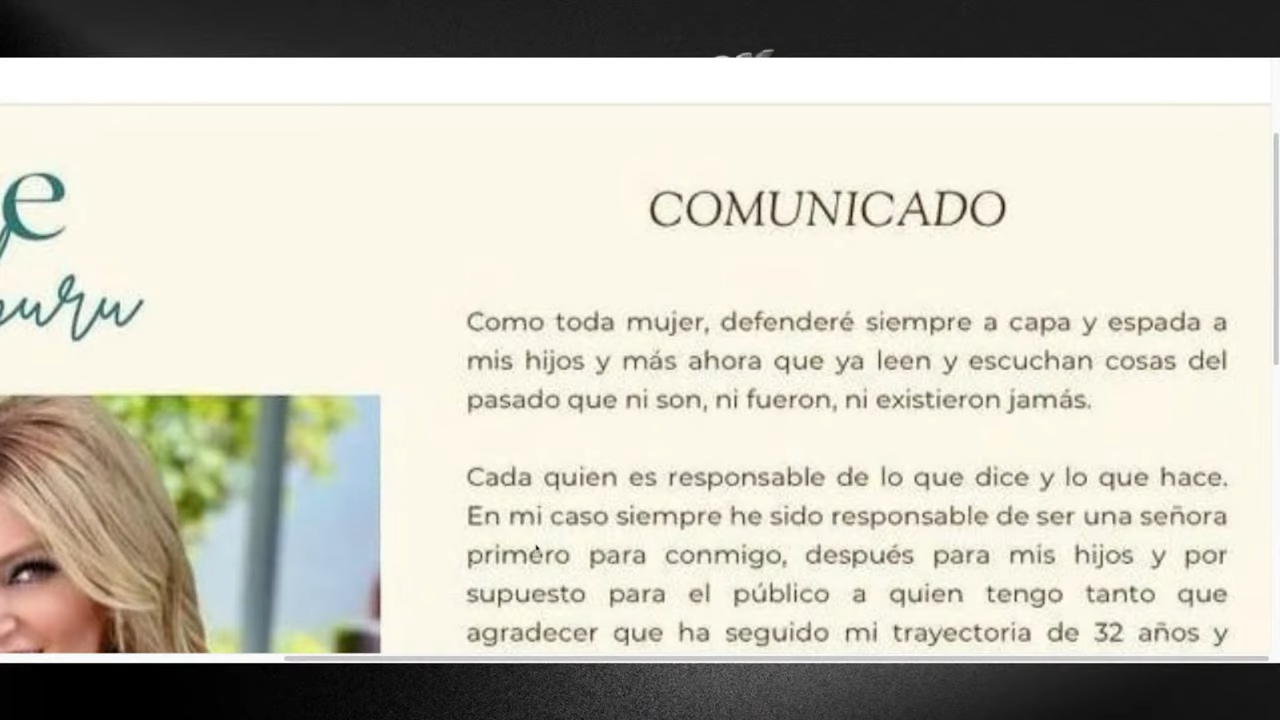 e
puru
COMUNICADO
Como toda mujer, defenderé siempre a capa y espada a
mis hijos y más ahora que ya leen y escuchan cosas del
pasado que ni son, ni fueron, ni existieron jamás.
Cada quien es responsable de lo que dice y lo que hace.
En mi caso siempre he sido responsable de ser una señora
primero para conmigo, después para mis hijos y por
supuesto para el público a quien tengo tanto que
agradecer que ha seguido mi trayectoria de 32 años y